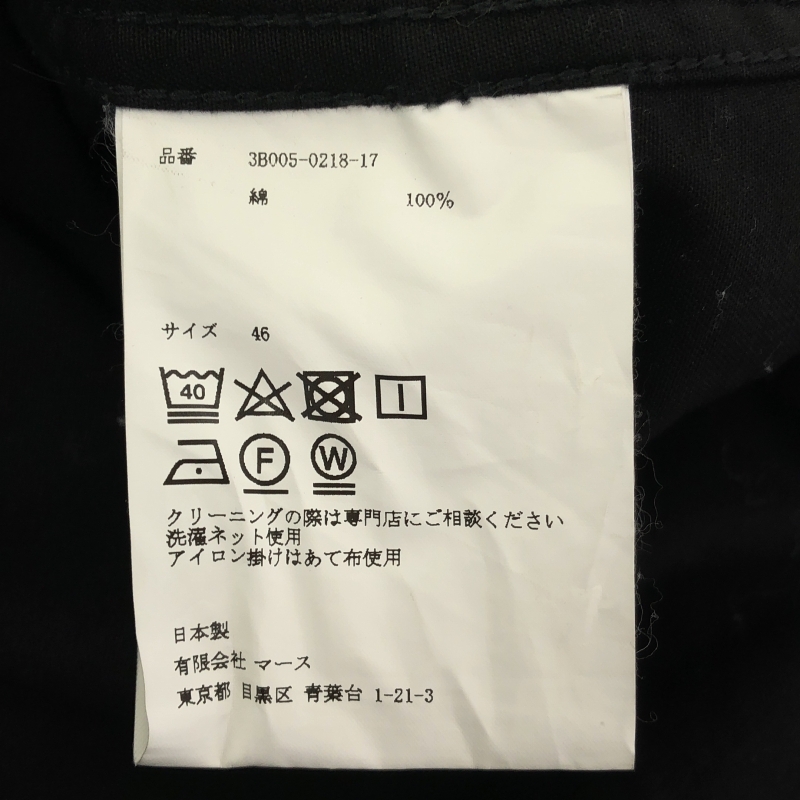 品番 3B005-0218-17
綿 100%
サイズ 46
40
F W
クリーニングの際は専門店にご相談ください
洗濯ネット使用
アイロン掛けはあて布使用
日本製
有限会社 マース
東京都 目黒区 青葉台 1-21-3